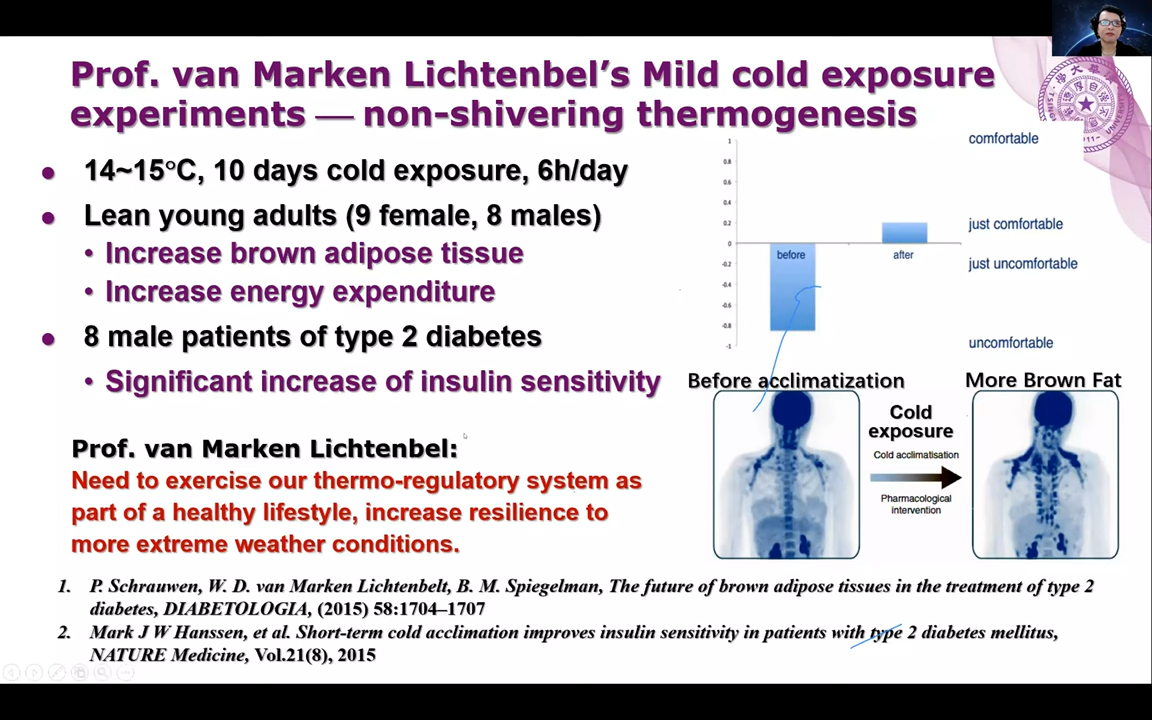 Prof. van Marken Lichtenbel’s Mild cold exposure
experiments — non-shivering thermogenesis
14~15°C, 10 days cold exposure, 6h/day
Lean young adults (9 female, 8 males)
Increase brown adipose tissue
Increase energy expenditure
8 male patients of type 2 diabetes
Significant increase of insulin sensitivity
Prof. van Marken Lichtenbel:
Need to exercise our thermo-regulatory system as
part of a healthy lifestyle, increase resilience to
more extreme weather conditions.
1
0.8
0.6
0.4
0.2
0
-0.2
-0.4
-0.6
-0.8
-1
before
after
comfortable
just comfortable
just uncomfortable
uncomfortable
Before acclimatization
More Brown Fat
Cold
exposure
Cold acclimatisation
Pharmacological
intervention
1. P. Schrauwen, W. D. van Marken Lichtenbelt, B. M. Spiegelman, The future of brown adipose tissues in the treatment of type 2
diabetes, DIABETOLOGIA, (2015) 58:1704–1707
2. Mark J W Hanssen, et al. Short-term cold acclimation improves insulin sensitivity in patients with type 2 diabetes mellitus,
NATURE Medicine, Vol.21(8), 2015